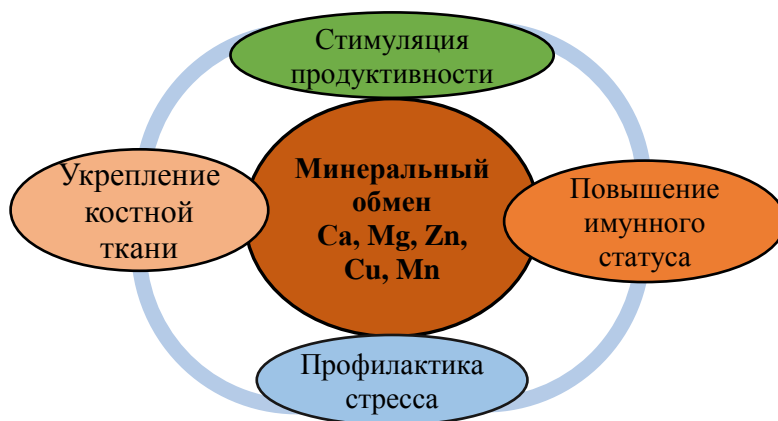 Стимуляция
продуктивности
Укрепление
костной
ткани
Минеральный
обмен
Ca, Mg, Zn,
Cu, Mn
Повышение
имунного
статуса
Профилактика
стресса